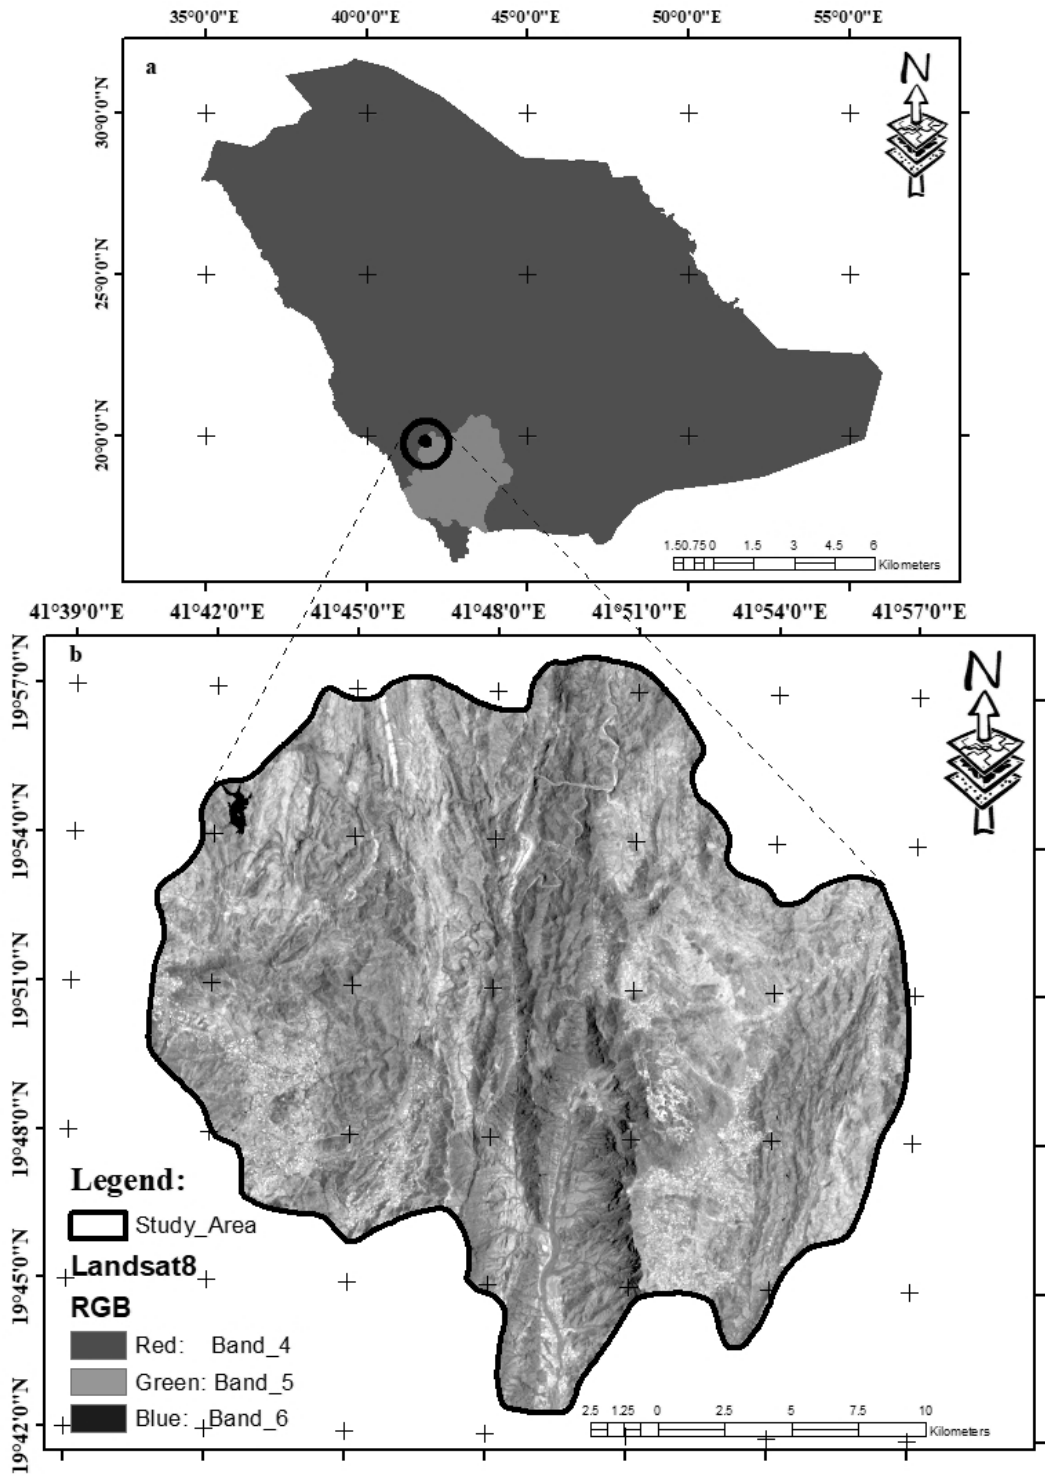 35°0'0"E 40°0'0"E 45°0'0"E 50°0'0"E 55°0'0"E
a
N
30°0'0"N
25°0'0"N
20°0'0"N
1.50.75 0 1.5 3 4.5 6
Kilometers
41°39'0"E 41°42'0"E 41°45'0"E 41°48'0"E 41°51'0"E 41°54'0"E 41°57'0"E
b
N
19°57'0"N
19°54'0"N
19°51'0"N
19°48'0"N
19°45'0"N
19°42'0"N
Legend:
Study_Area
Landsat8
RGB
Red: Band_4
Green: Band_5
Blue: Band_6
2.5 1.25 0 2.5 5 7.5 10
Kilometers